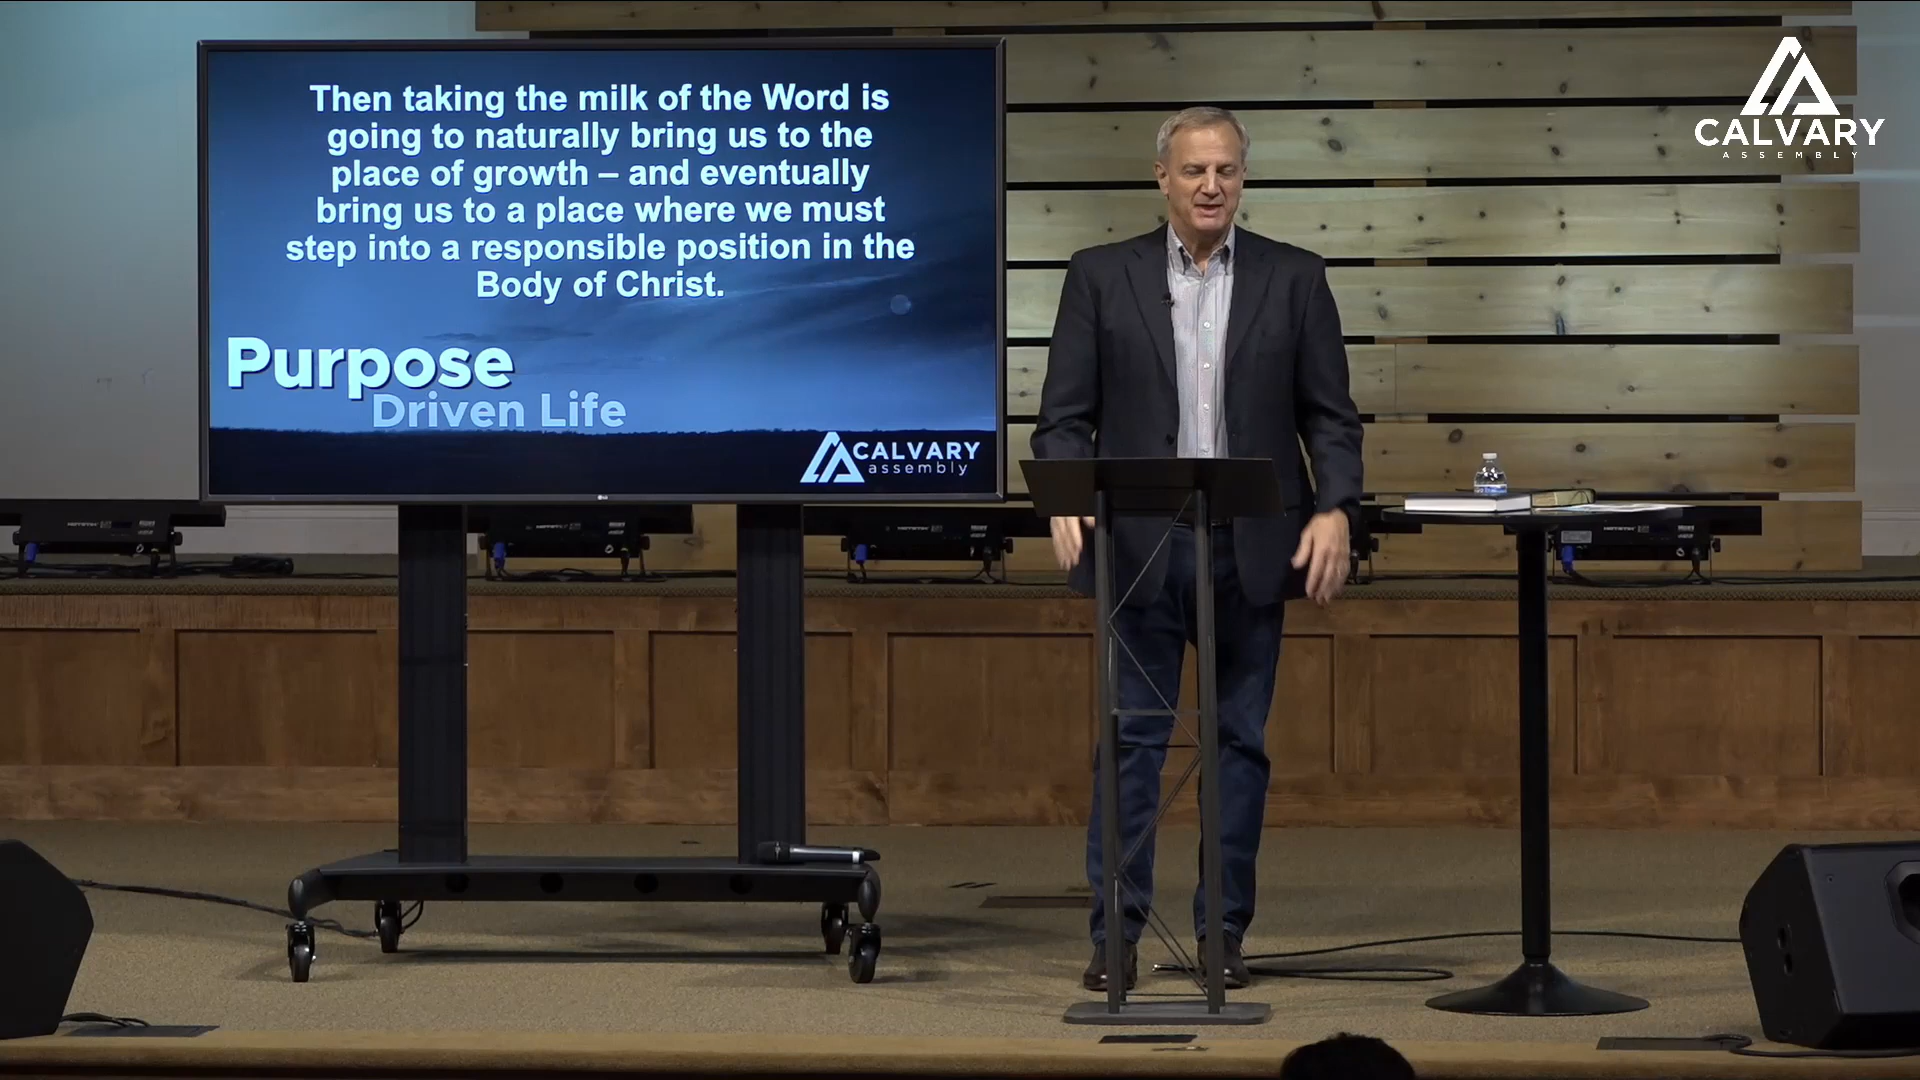 Then taking the milk of the Word is
going to naturally bring us to the
place of growth – and eventually
bring us to a place where we must
step into a responsible position in the
Body of Christ.
Purpose
Driven Life
CALVARY
assembly
LG
CALVARY
ASSEMBLY